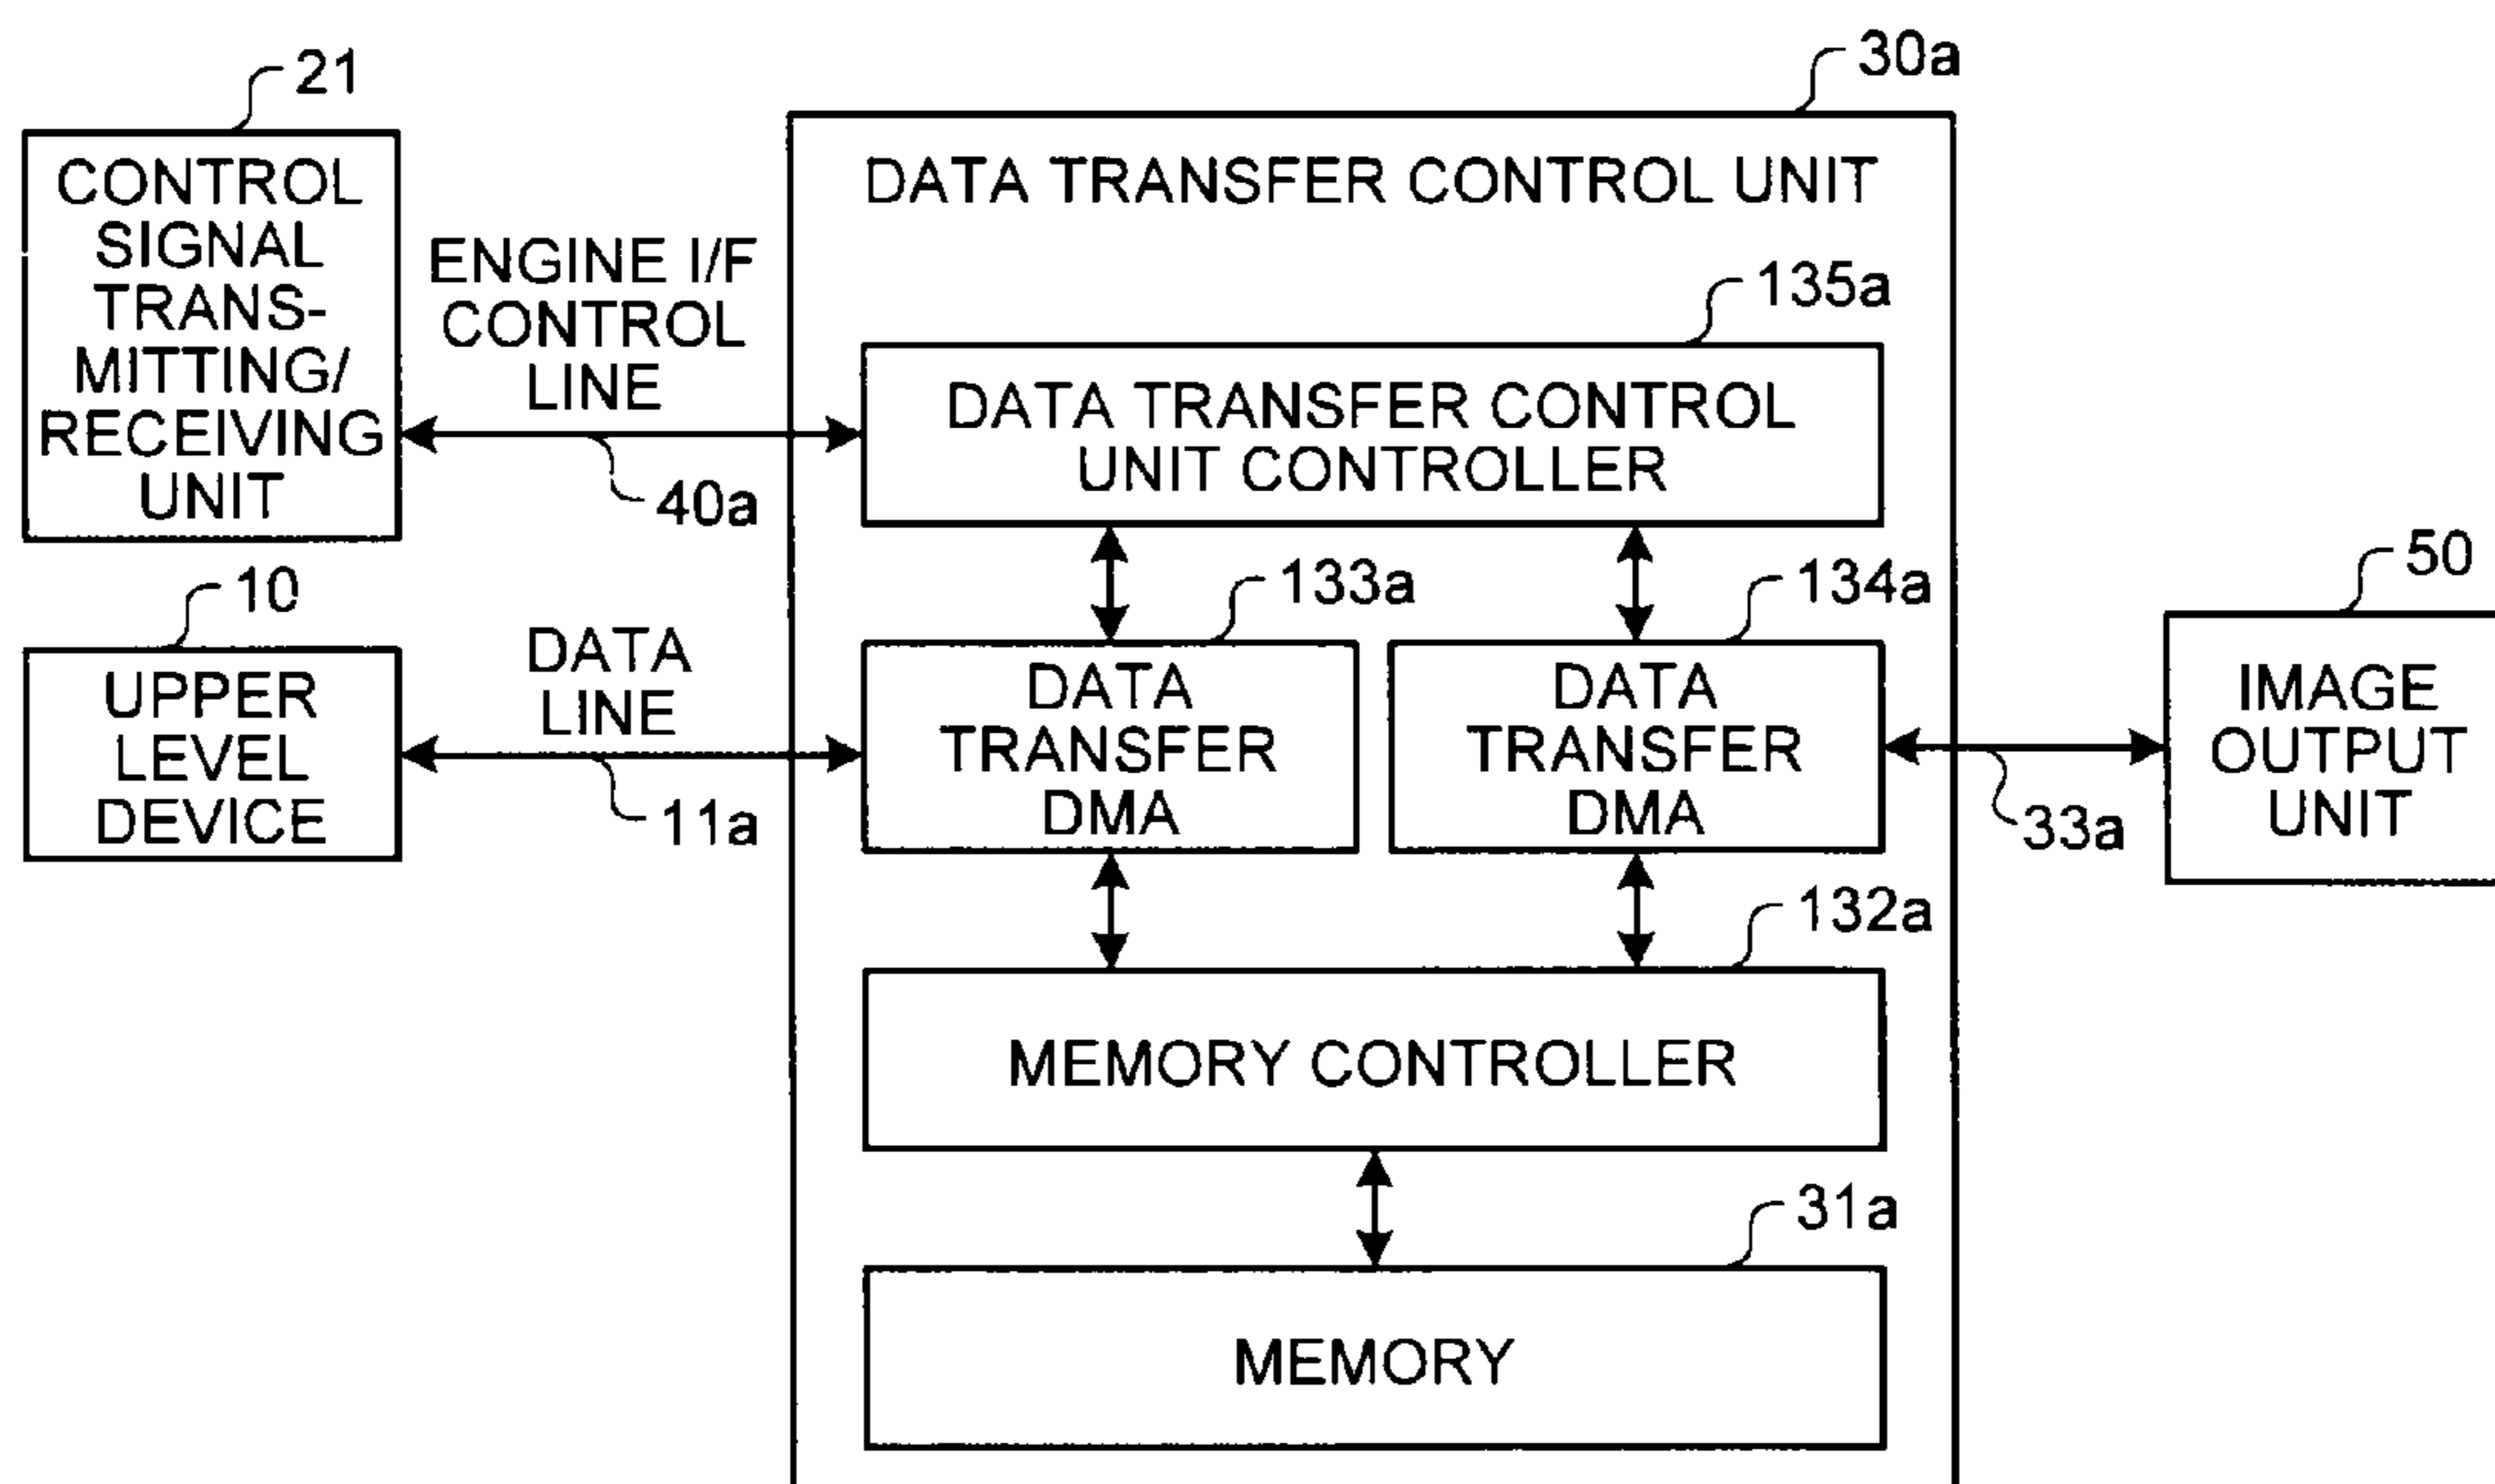 30a
21
CONTROL
SIGNAL
TRANS-
MITTING/
RECEIVING
UNIT
ENGINE I/F
CONTROL
LINE
40a
DATA TRANSFER CONTROL UNIT
135a
DATA TRANSFER CONTROL
UNIT CONTROLLER
10
UPPER
LEVEL
DEVICE
DATA
LINE
11a
133a
DATA
TRANSFER
DMA
134a
DATA
TRANSFER
DMA
33a
50
IMAGE
OUTPUT
UNIT
132a
MEMORY CONTROLLER
31a
MEMORY